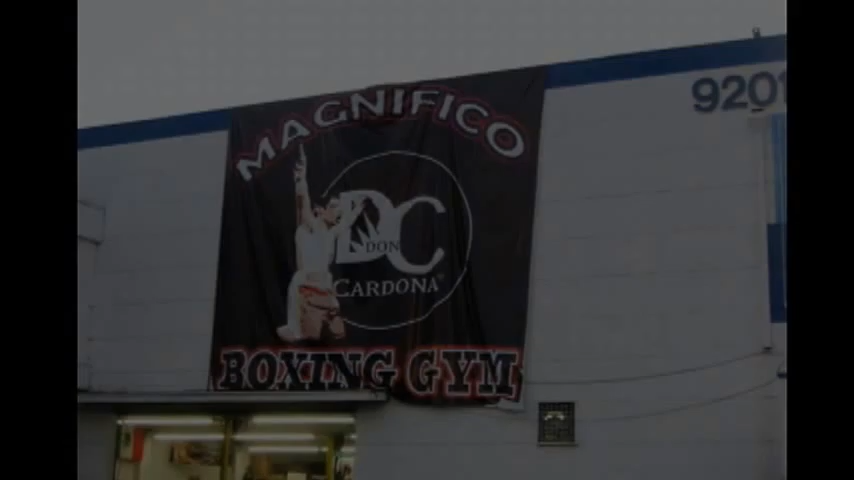 MAGNIFICO
9201
DC
DON
CARDONA
BOXING GYM